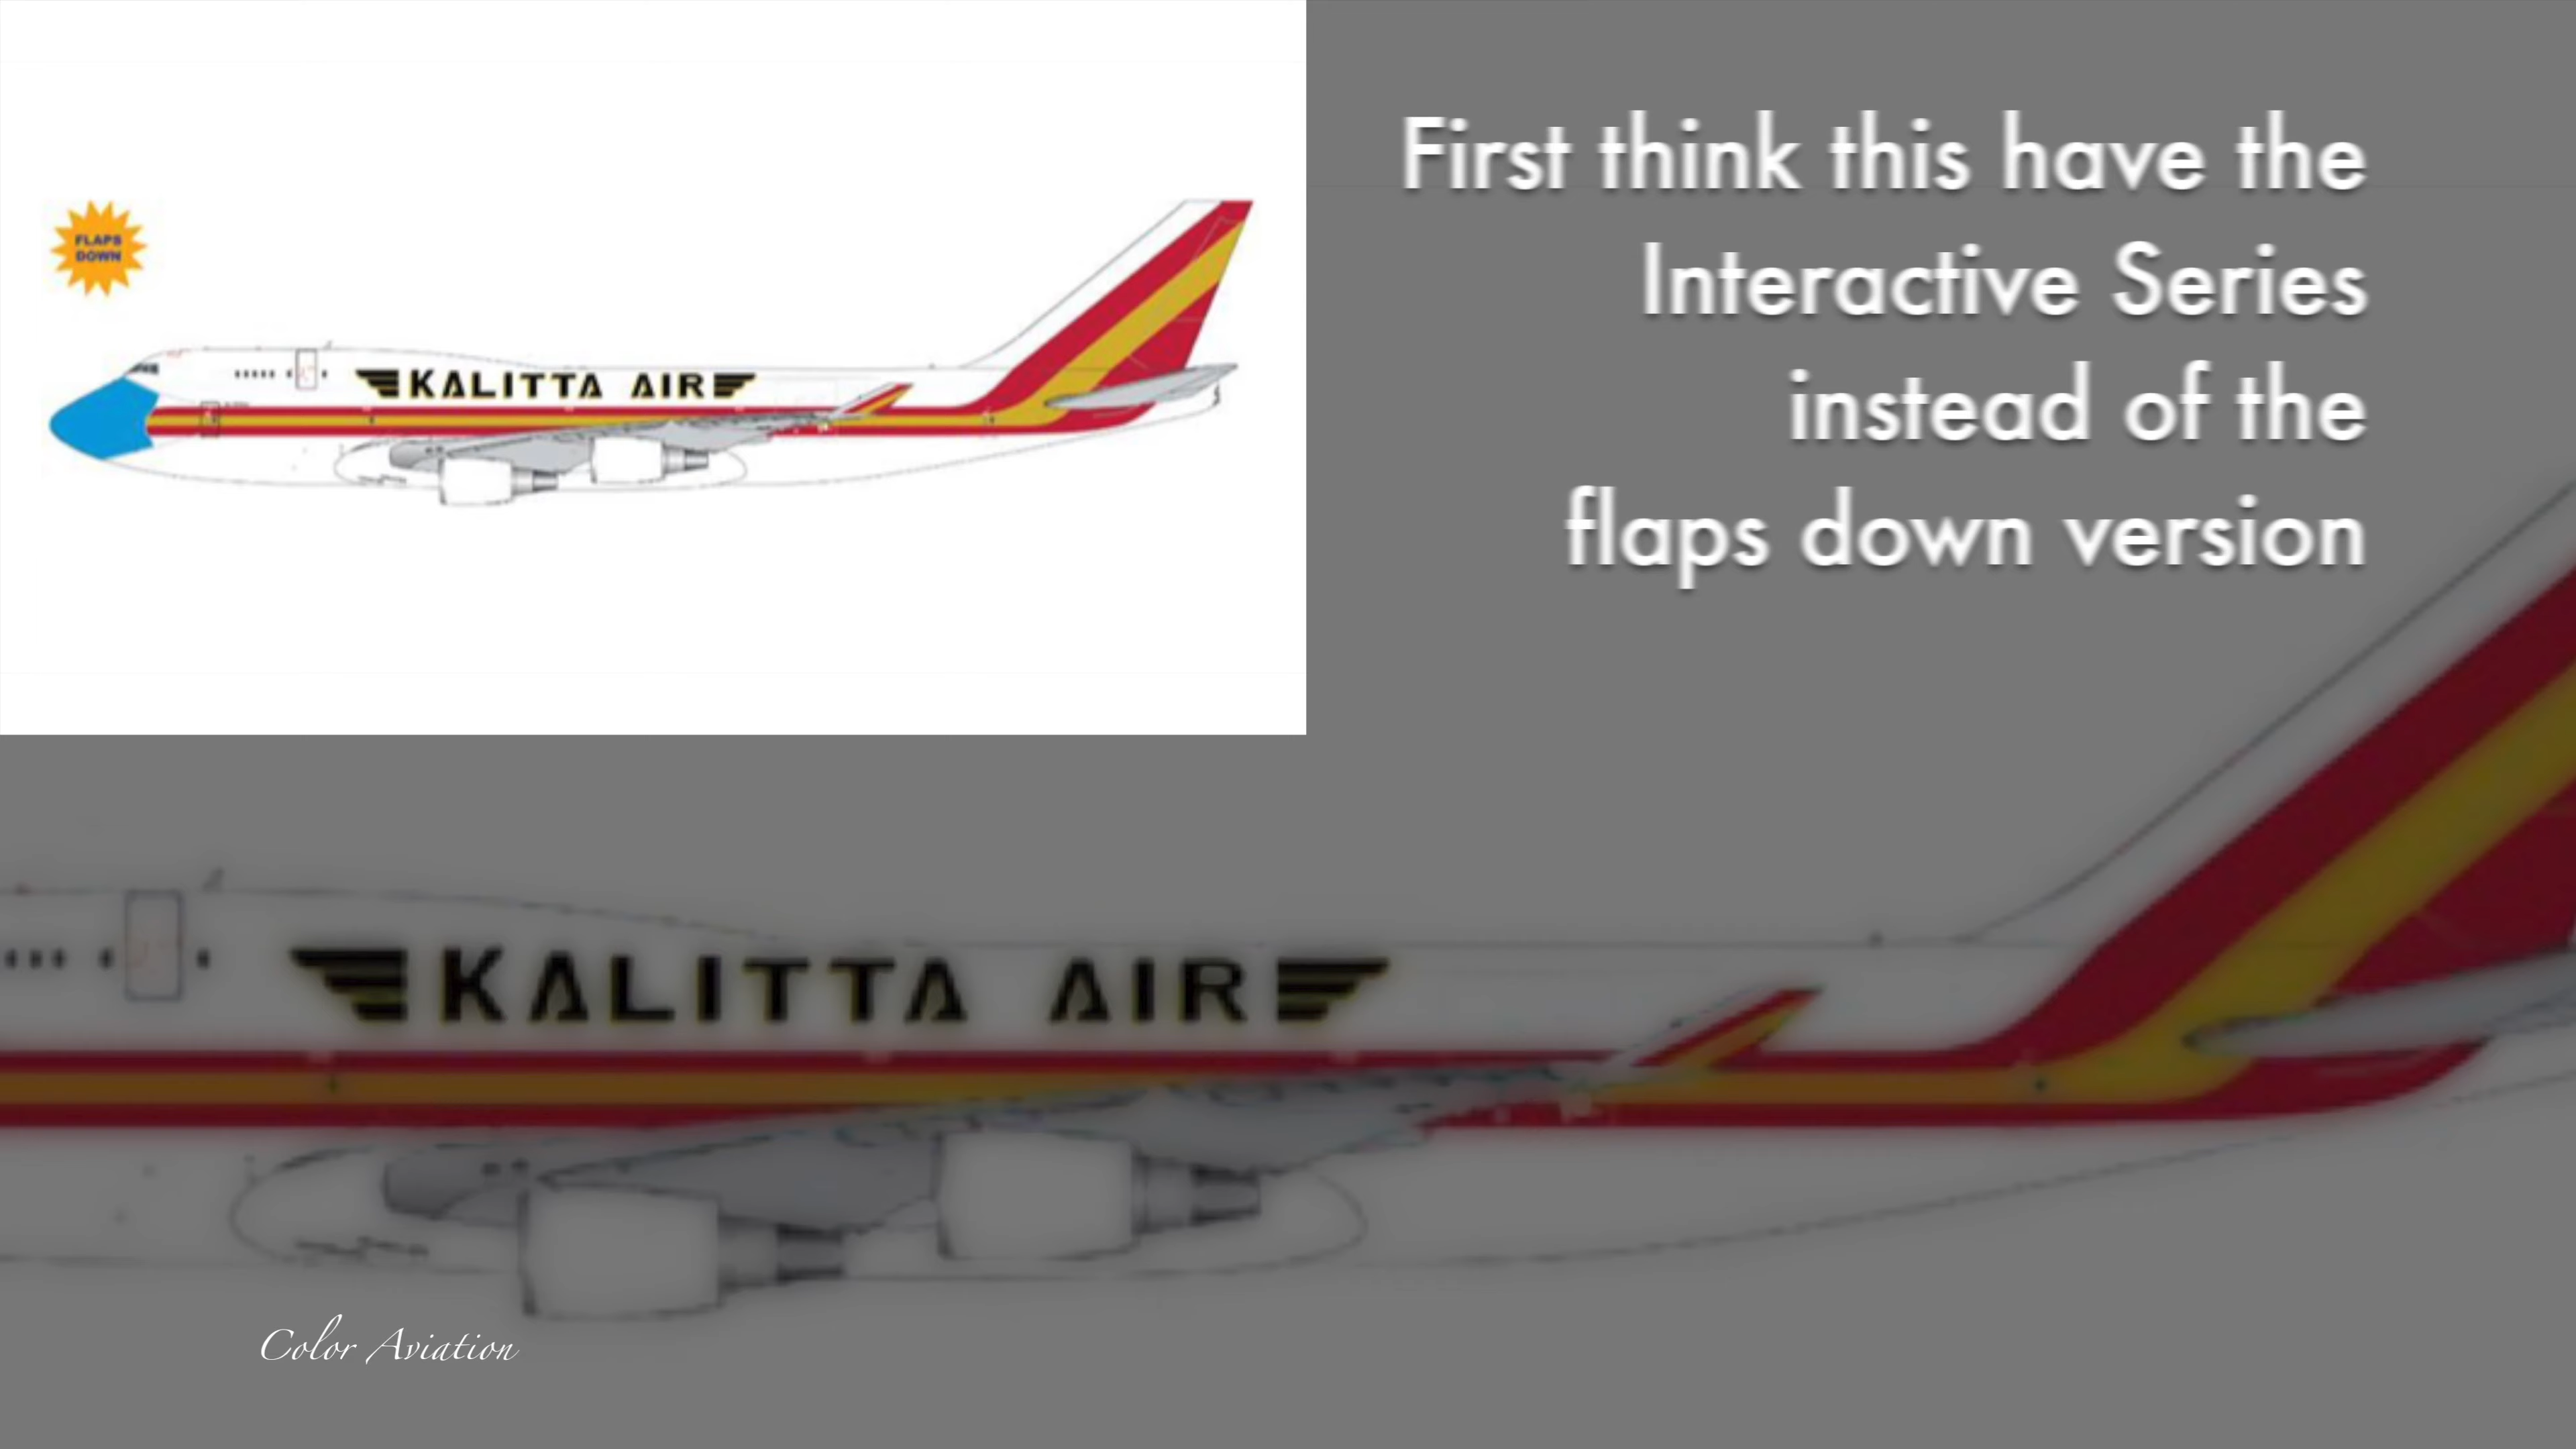 FLAPS
DOWN
KALITTA AIR
First think this have the
Interactive Series
instead of the
flaps down version
KALITTA AIR
Color Aviation